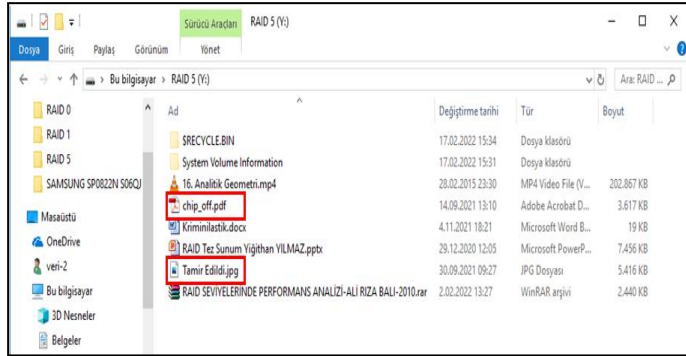 Sürücü Araçları RAID 5 (Y:)
Dosya Giriş Paylaş Görünüm Yönet
Bu bilgisayar > RAID 5 (Y:) Ara: RAID ...
Ad Değiştirme tarihi Tür Boyut
RAID 0
RAID 1
RAID 5
SAMSUNG SP0822N S06QJ
Masaüstü
OneDrive
veri-2
Bu bilgisayar
3D Nesneler
Belgeler
$RECYCLE.BIN 17.02.2022 15:34 Dosya klasörü
System Volume Information 17.02.2022 15:31 Dosya klasörü
16. Analitik Geometri.mp4 28.02.2015 23:30 MP4 Video File (V... 202.867 KB
chip_off.pdf 14.09.2021 13:10 Adobe Acrobat D... 3.617 KB
Kriminilastik.docx 4.11.2021 18:21 Microsoft Word B... 19 KB
RAID Tez Sunum Yiğithan YILMAZ.pptx 29.12.2020 12:05 Microsoft PowerP... 7.456 KB
Tamir Edildi.jpg 30.09.2021 09:27 JPG Dosyası 5.416 KB
RAID SEVİYELERİNDE PERFORMANS ANALİZİ-ALİ RIZA BALI-2010.rar 2.02.2022 13:27 WinRAR arşivi 2.440 KB